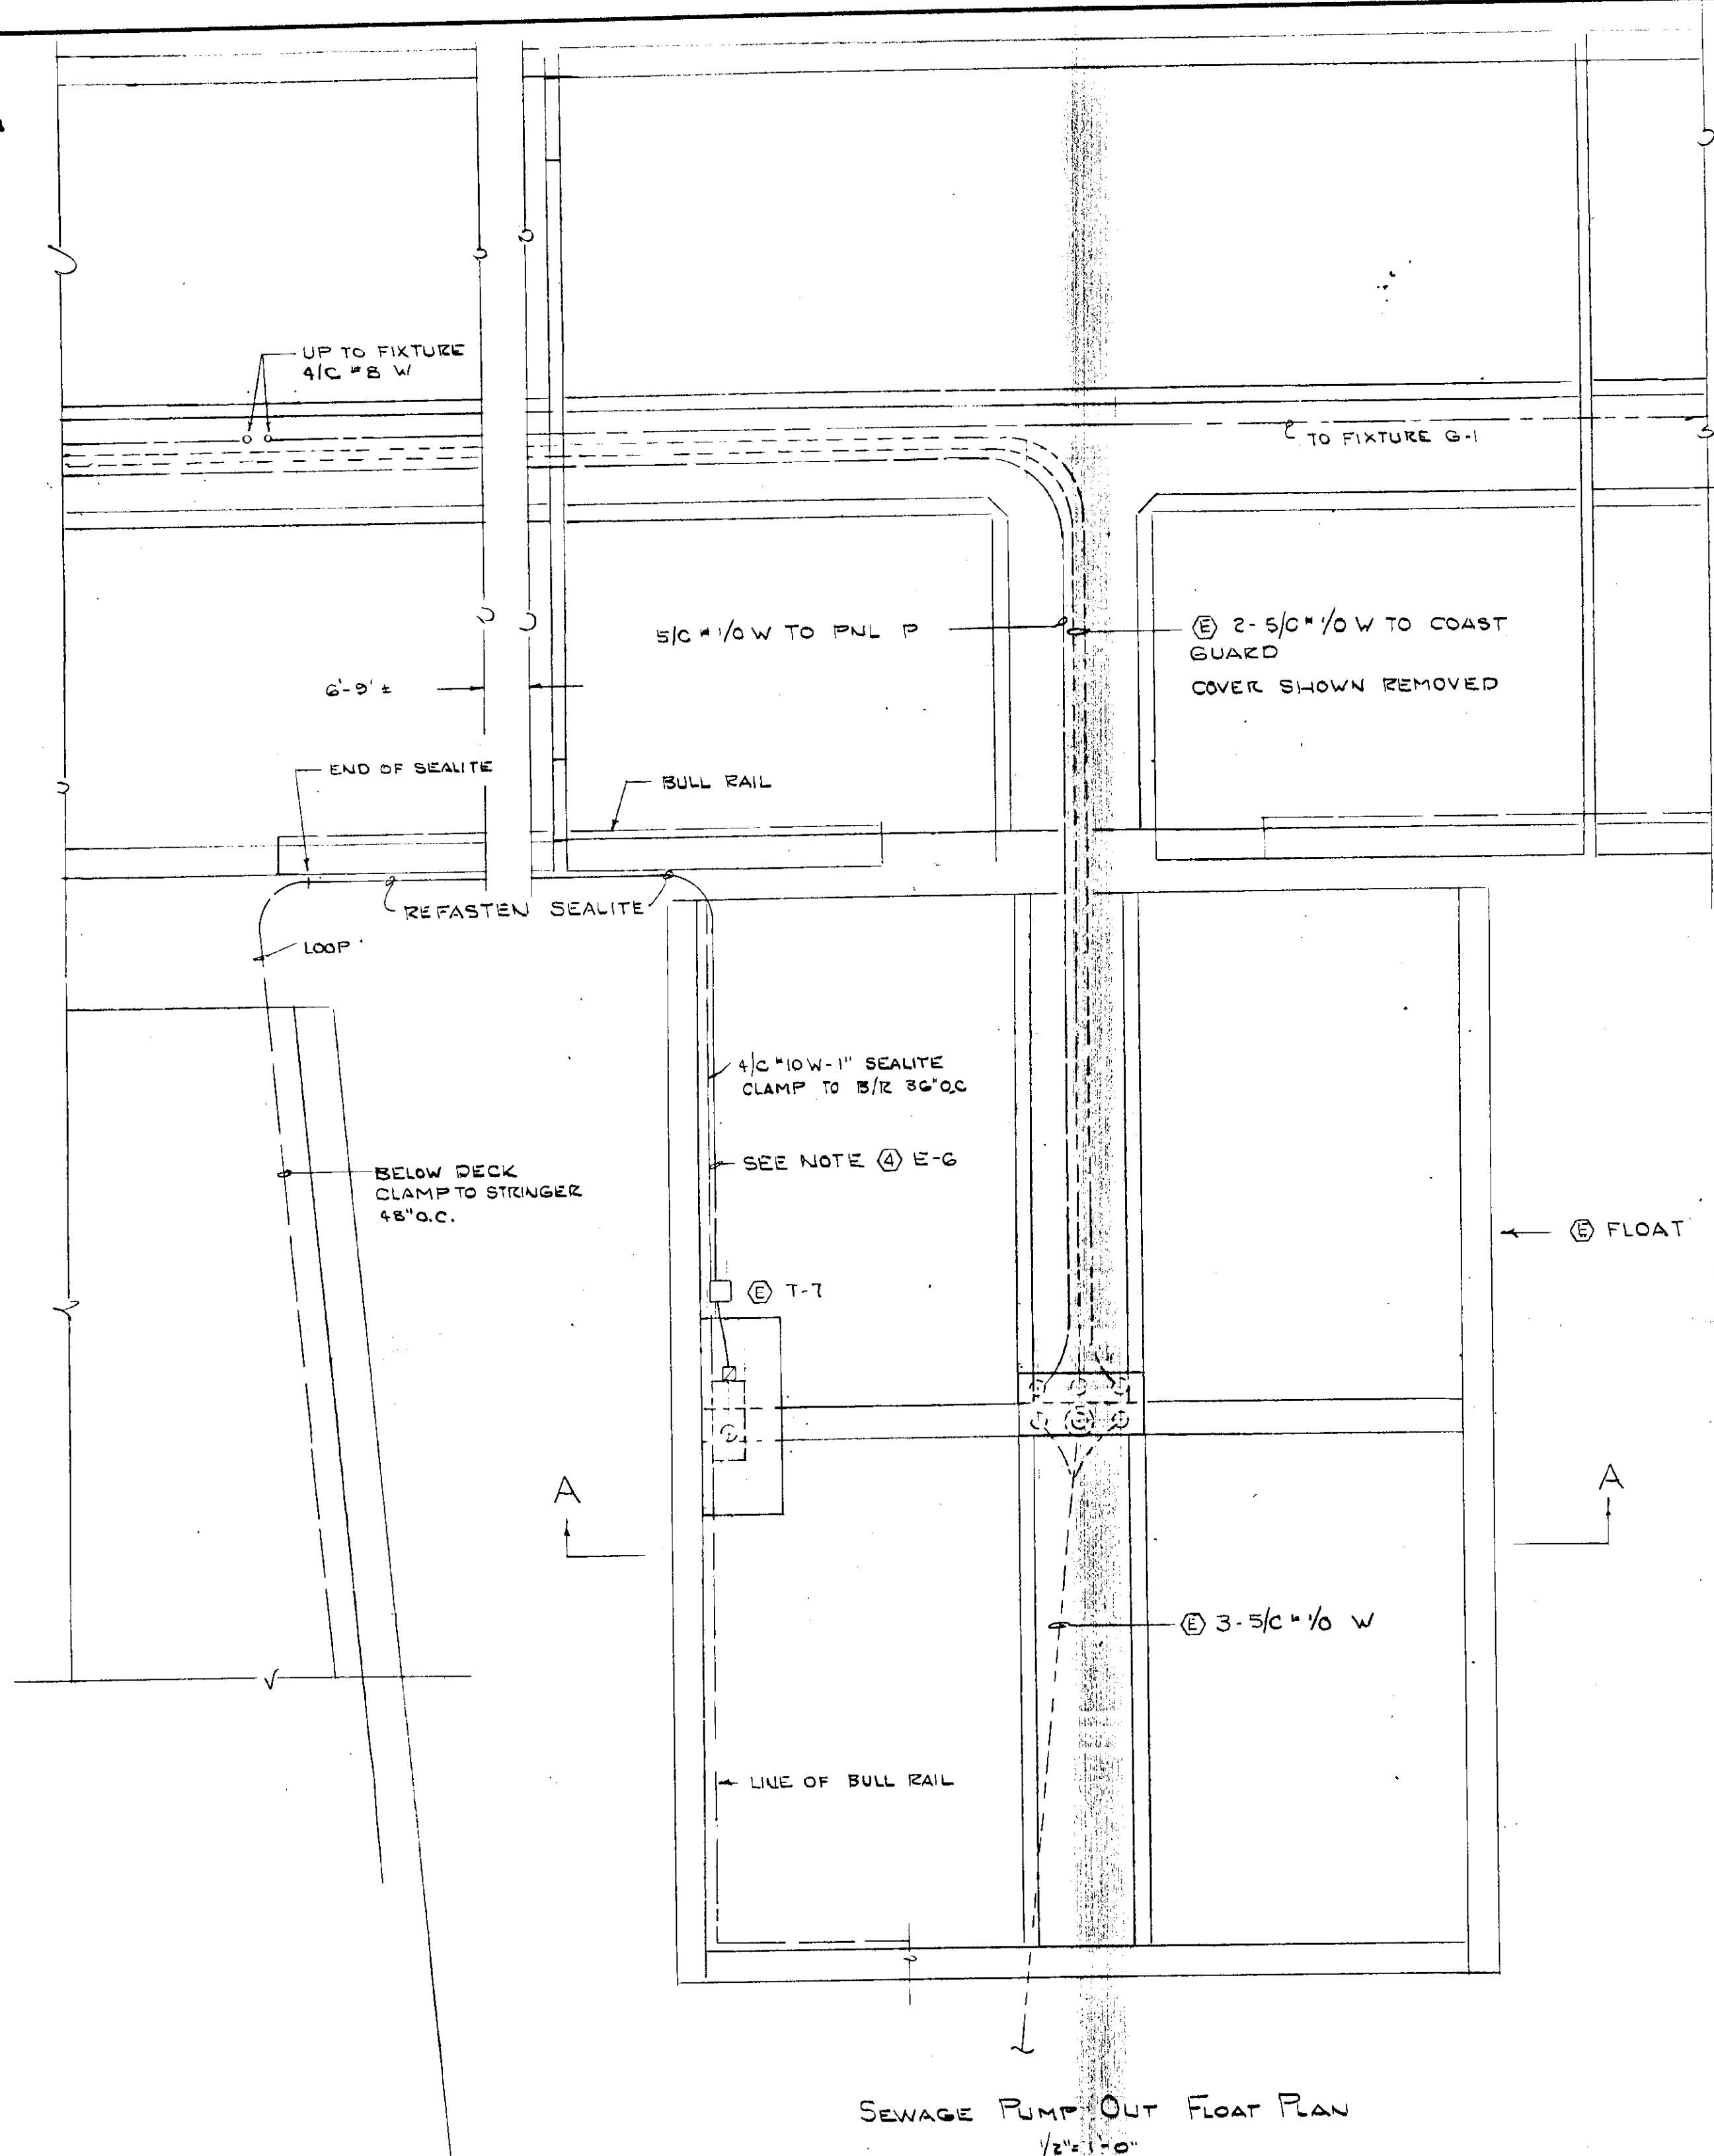 UP TO FIXTURE
4/C #8 W
℄ TO FIXTURE G-1
5/C #1/0 W TO PNL P
Ⓔ 2-5/C #1/0 W TO COAST
GUARD
COVER SHOWN REMOVED
6'-9' ±
END OF SEALITE
BULL RAIL
REFASTEN SEALITE
LOOP
4/C #10 W-1" SEALITE
CLAMP TO B/R 36" O.C
SEE NOTE ④ E-6
BELOW DECK
CLAMP TO STRINGER
48" O.C.
Ⓔ FLOAT
Ⓔ T-7
A
A
Ⓔ 3-5/C #1/0 W
LINE OF BULL RAIL
SEWAGE PUMP OUT FLOAT PLAN
1/2"=1'-0"